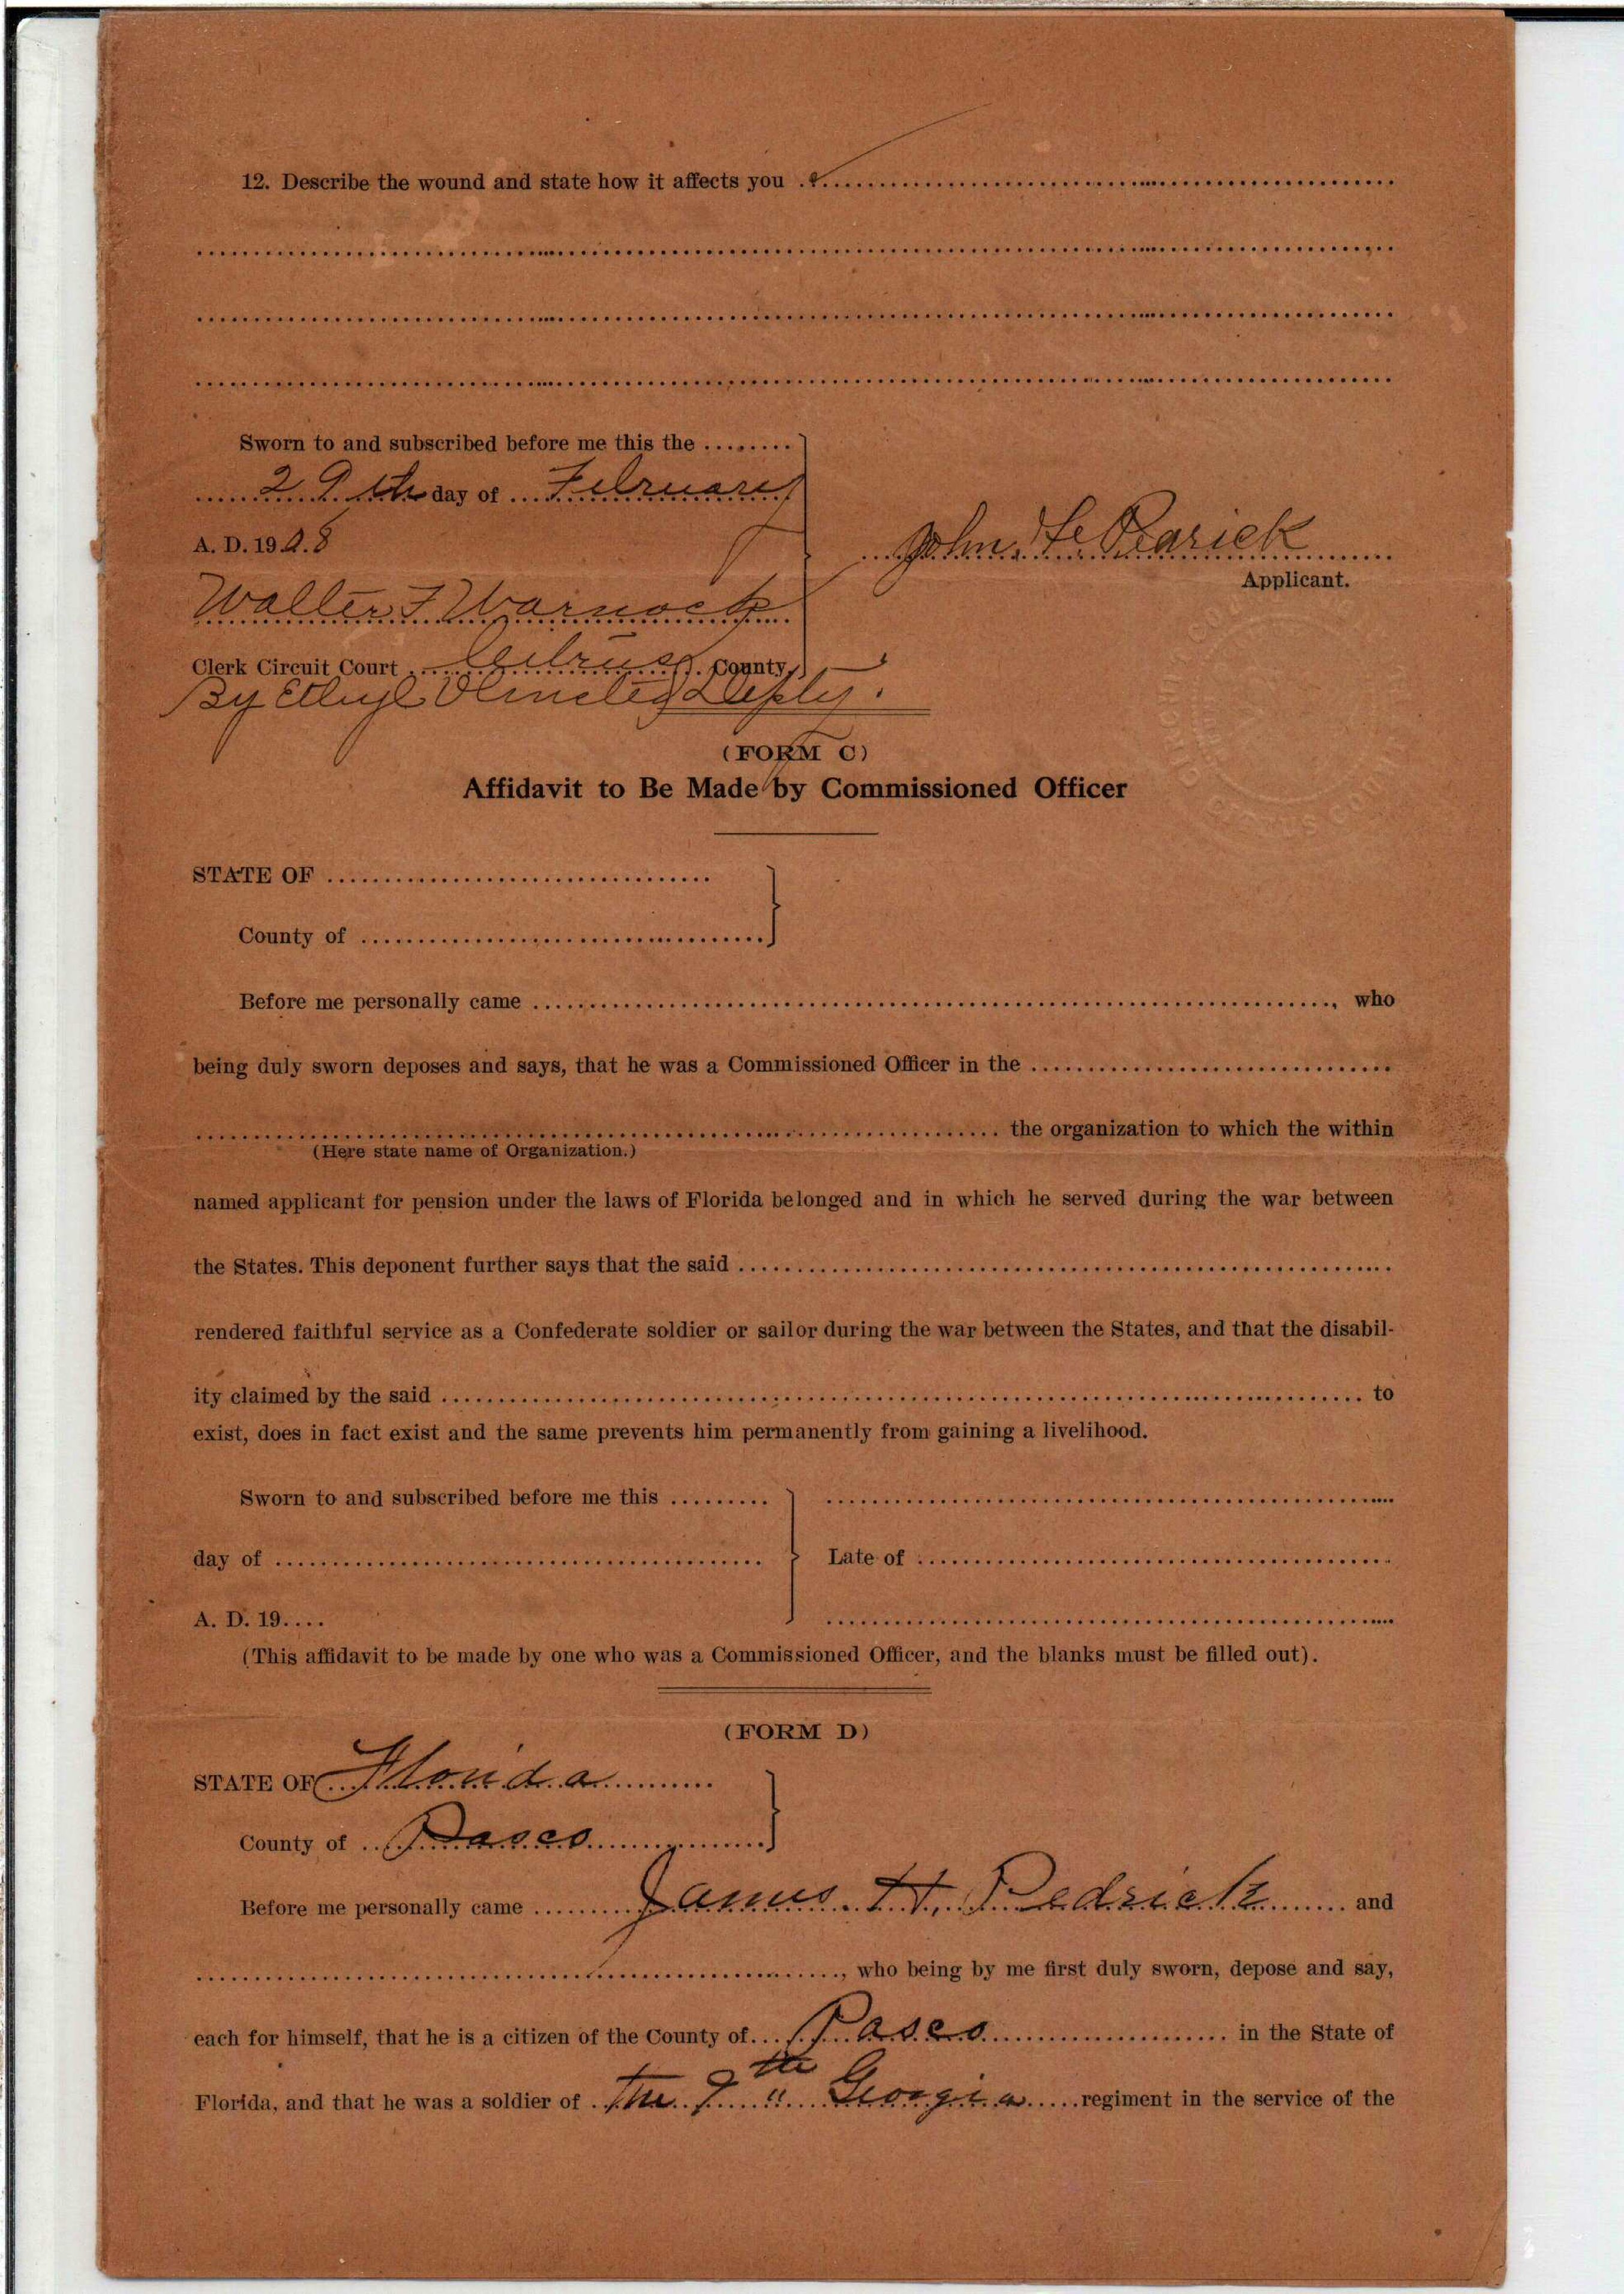 12. Describe the wound and state how it affects you
Sworn to and subscribed before me this the
29th day of February
A. D. 1908
Walter F Warnock
Clerk Circuit Court Citrus County,
By Deputy.
John Rarick
Applicant.
(FORM C)
Affidavit to Be Made by Commissioned Officer
STATE OF
County of
Before me personally came , who
being duly sworn deposes and says, that he was a Commissioned Officer in the
the organization to which the within
(Here state name of Organization.)
named applicant for pension under the laws of Florida belonged and in which he served during the war between
the States. This deponent further says that the said
rendered faithful service as a Confederate soldier or sailor during the war between the States, and that the disabil-
ity claimed by the said to
exist, does in fact exist and the same prevents him permanently from gaining a livelihood.
Sworn to and subscribed before me this
day of
Late of
A. D. 19....
(This affidavit to be made by one who was a Commissioned Officer, and the blanks must be filled out).
(FORM D)
STATE OF Florida
County of Pasco
Before me personally came James H. Pedrick and
, who being by me first duly sworn, depose and say,
each for himself, that he is a citizen of the County of Pasco in the State of
Florida, and that he was a soldier of The th " Georgia regiment in the service of the